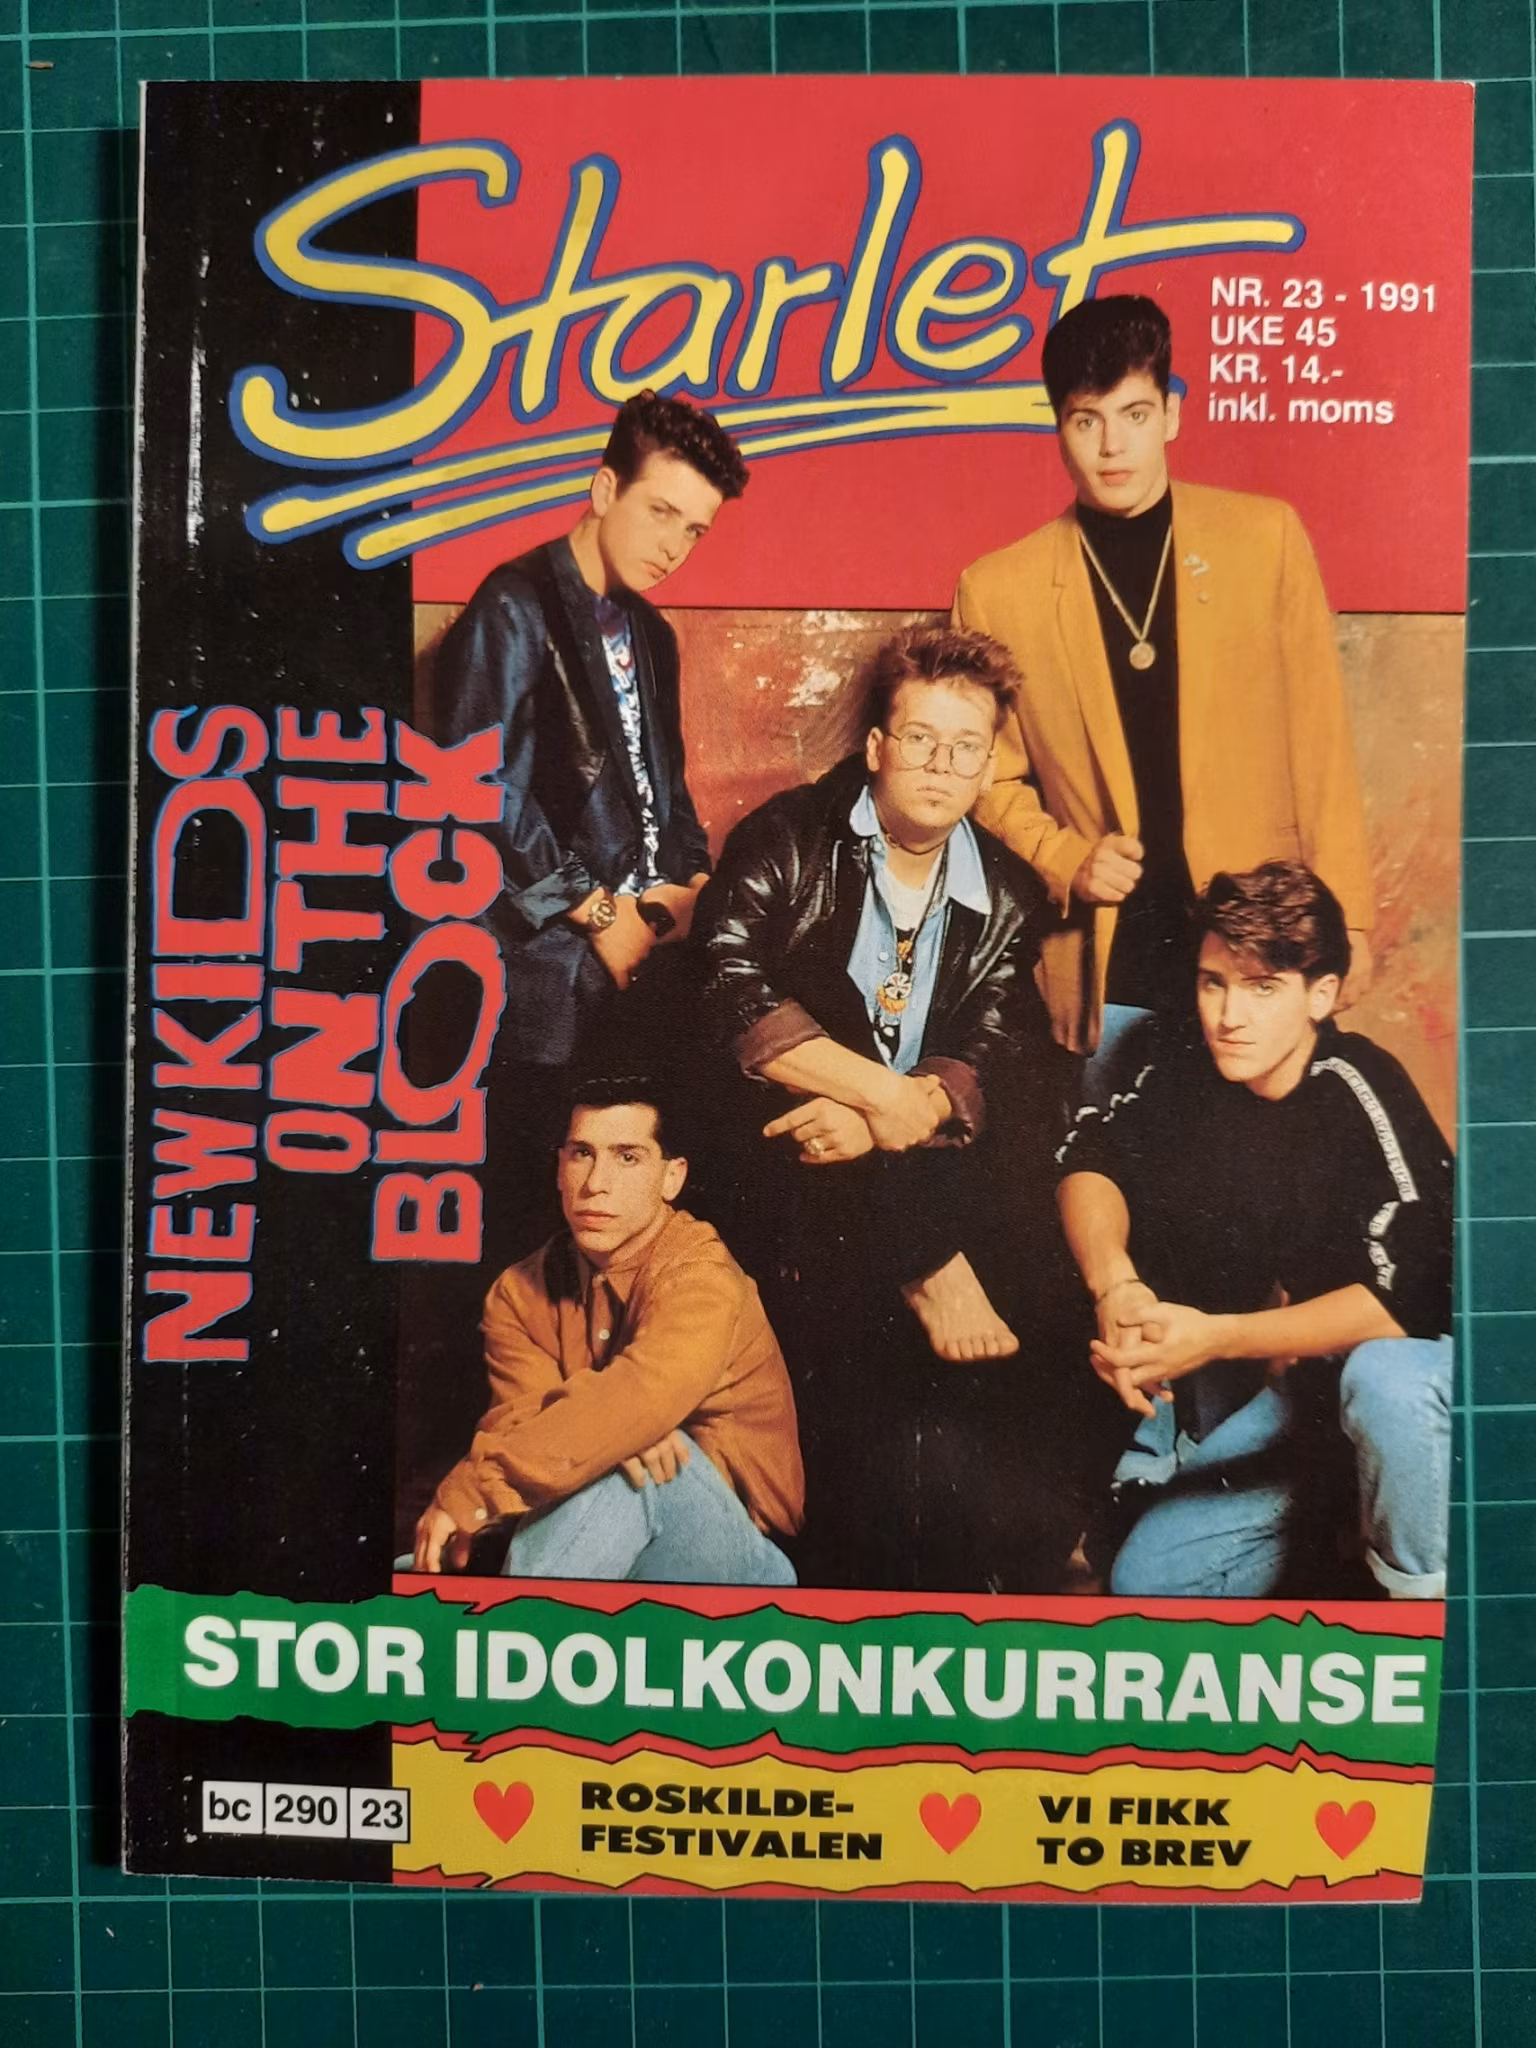 Starlet
NR. 23 - 1991
UKE 45
KR. 14.-
inkl. moms
NEW KIDS
ON THE
BLOCK
STOR IDOLKONKURRANSE
bc 290 23
ROSKILDE-
FESTIVALEN
VI FIKK
TO BREV